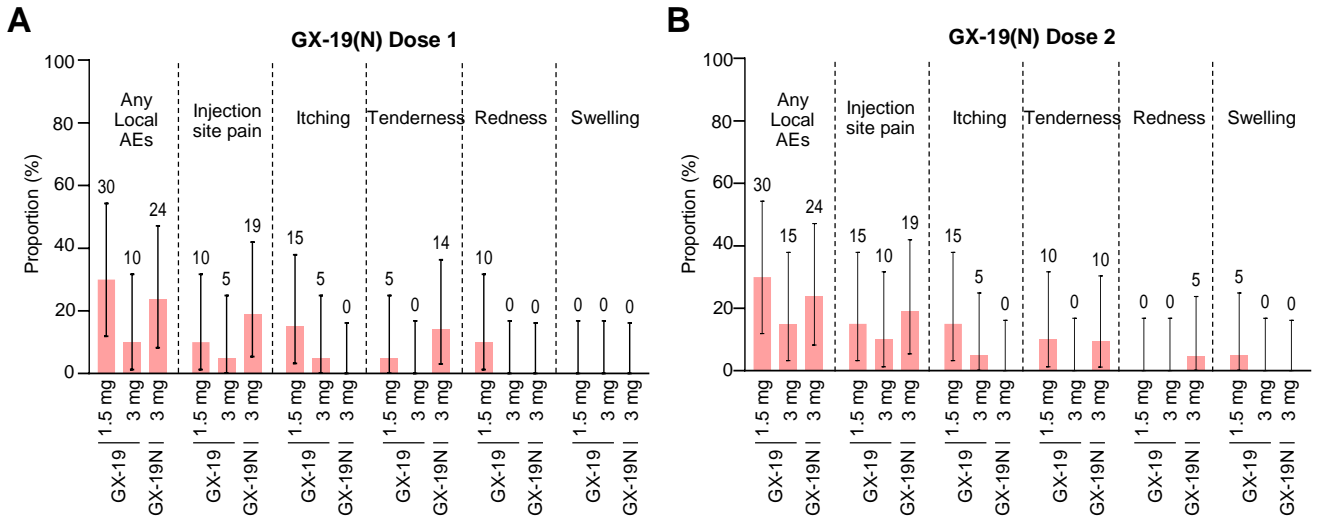 A
GX-19(N) Dose 1
Proportion (%)
100
80
60
40
20
0
Any
Local
AEs
Injection
site pain
Itching
Tenderness
Redness
Swelling
30 10 24
10 5 19
15 5 0
5 0 14
10 0 0
0 0 0
1.5 mg 3 mg 3 mg
1.5 mg 3 mg 3 mg
1.5 mg 3 mg 3 mg
1.5 mg 3 mg 3 mg
1.5 mg 3 mg 3 mg
1.5 mg 3 mg 3 mg
GX-19 GX-19N
GX-19 GX-19N
GX-19 GX-19N
GX-19 GX-19N
GX-19 GX-19N
GX-19 GX-19N
B
GX-19(N) Dose 2
Proportion (%)
100
80
60
40
20
0
Any
Local
AEs
Injection
site pain
Itching
Tenderness
Redness
Swelling
30 15 24
15 10 19
15 5 0
10 0 10
0 0 5
5 0 0
1.5 mg 3 mg 3 mg
1.5 mg 3 mg 3 mg
1.5 mg 3 mg 3 mg
1.5 mg 3 mg 3 mg
1.5 mg 3 mg 3 mg
1.5 mg 3 mg 3 mg
GX-19 GX-19N
GX-19 GX-19N
GX-19 GX-19N
GX-19 GX-19N
GX-19 GX-19N
GX-19 GX-19N